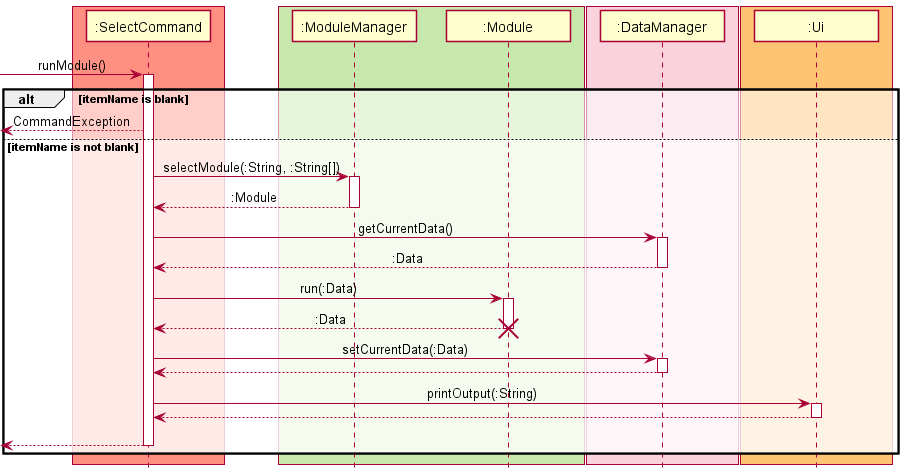 :SelectCommand
:ModuleManager
:Module
:DataManager
:Ui
runModule()
alt
[itemName is blank]
CommandException
[itemName is not blank]
selectModule(:String, :String[])
:Module
getCurrentData()
:Data
run(:Data)
:Data
setCurrentData(:Data)
printOutput(:String)